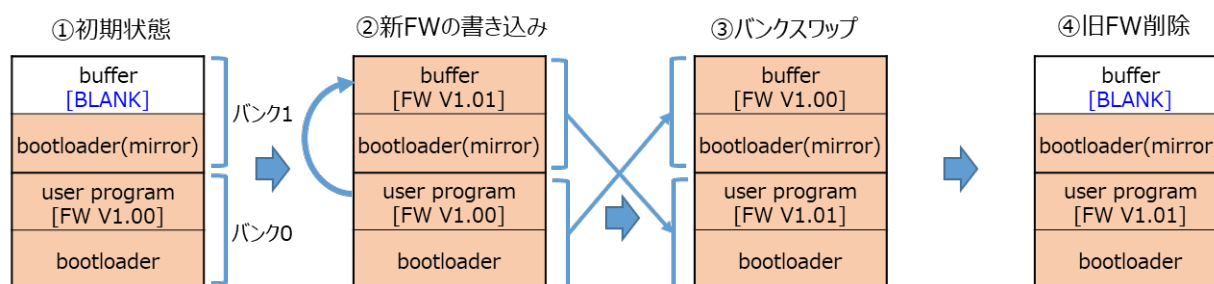 ①初期状態
buffer
[BLANK]
bootloader(mirror)
user program
[FW V1.00]
bootloader
バンク1
バンク0
②新FWの書き込み
buffer
[FW V1.01]
bootloader(mirror)
user program
[FW V1.00]
bootloader
③バンクスワップ
buffer
[FW V1.00]
bootloader(mirror)
user program
[FW V1.01]
bootloader
④旧FW削除
buffer
[BLANK]
bootloader(mirror
user program
[FW V1.01]
bootloader